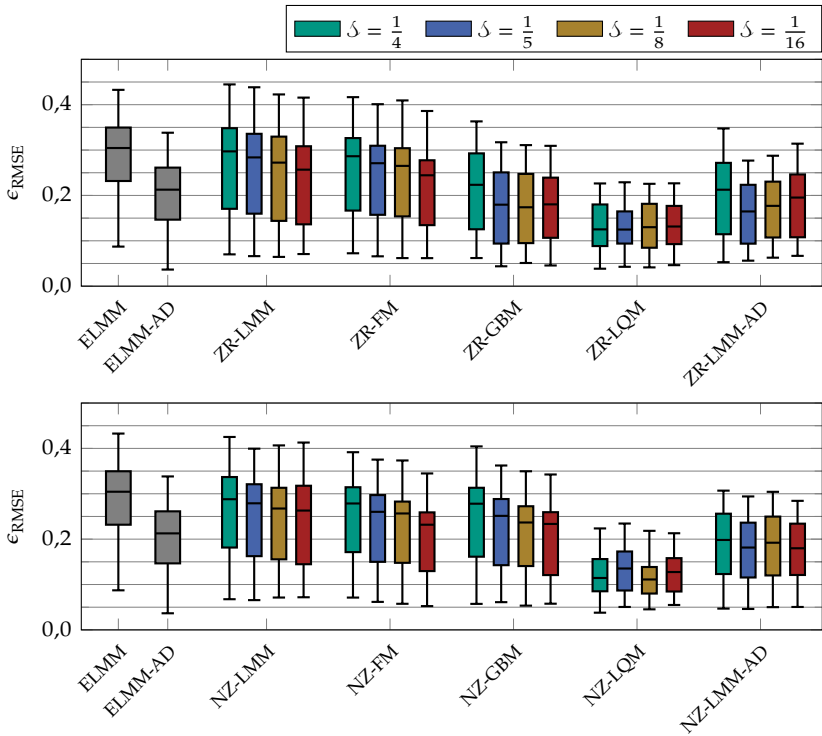 𝓈 = 1/4 𝓈 = 1/5 𝓈 = 1/8 𝓈 = 1/16
0,4
0,2
0,0
ϵRMSE
ELMM
ELMM-AD
ZR-LMM
ZR-FM
ZR-GBM
ZR-LQM
ZR-LMM-AD
0,4
0,2
0,0
ϵRMSE
ELMM
ELMM-AD
NZ-LMM
NZ-FM
NZ-GBM
NZ-LQM
NZ-LMM-AD